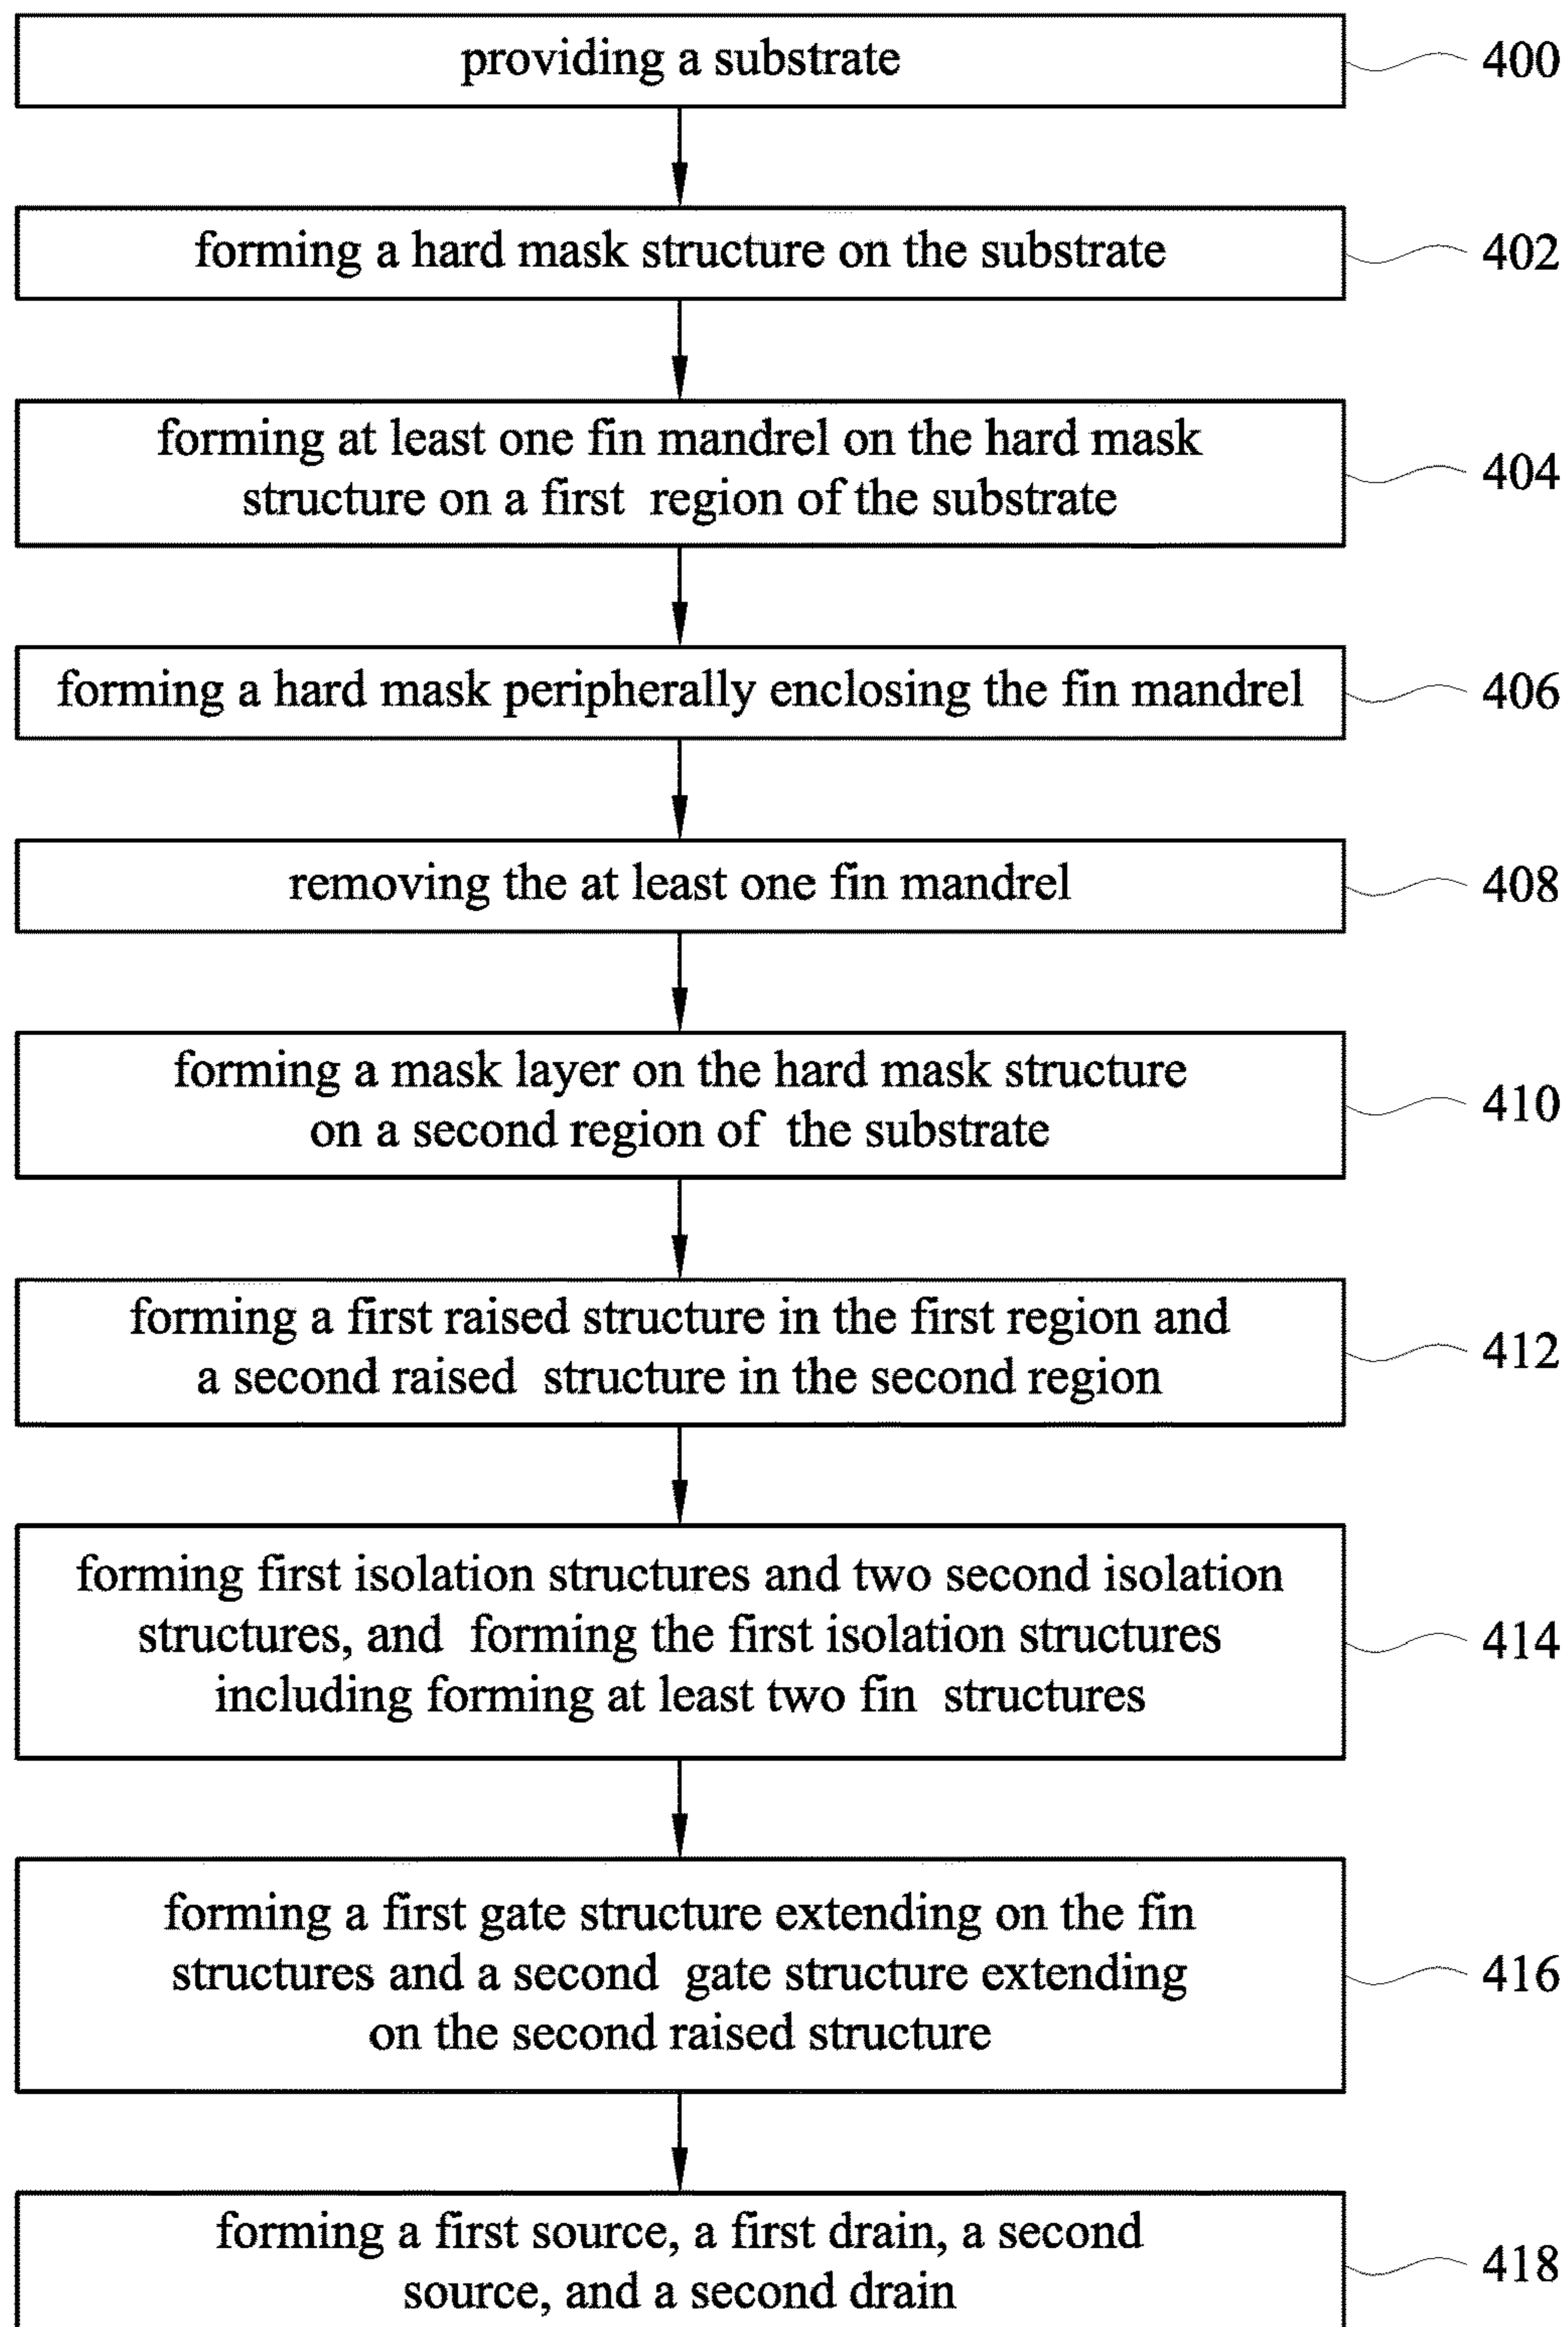 providing a substrate
400
forming a hard mask structure on the substrate
402
forming at least one fin mandrel on the hard mask
structure on a first region of the substrate
404
forming a hard mask peripherally enclosing the fin mandrel
406
removing the at least one fin mandrel
408
forming a mask layer on the hard mask structure
on a second region of the substrate
410
forming a first raised structure in the first region and
a second raised structure in the second region
412
forming first isolation structures and two second isolation
structures, and forming the first isolation structures
including forming at least two fin structures
414
forming a first gate structure extending on the fin
structures and a second gate structure extending
on the second raised structure
416
forming a first source, a first drain, a second
source, and a second drain
418